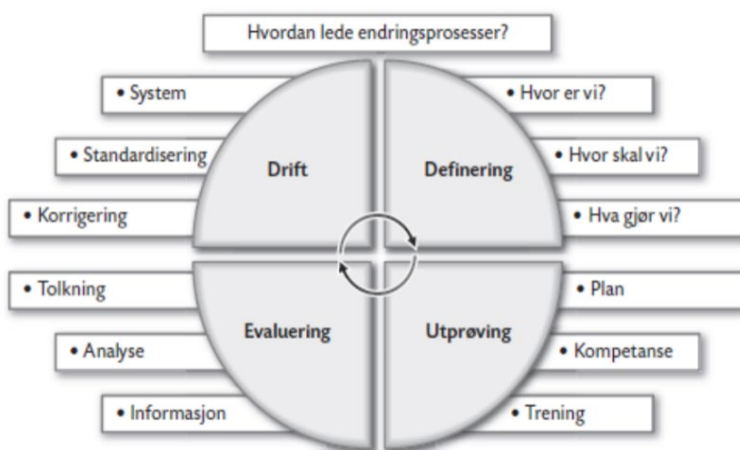 Hvordan lede endringsprosesser?
• System
• Hvor er vi?
• Standardisering
• Hvor skal vi?
Drift
Definering
• Korrigering
• Hva gjør vi?
• Tolkning
• Plan
Evaluering
Utprøving
• Analyse
• Kompetanse
• Informasjon
• Trening